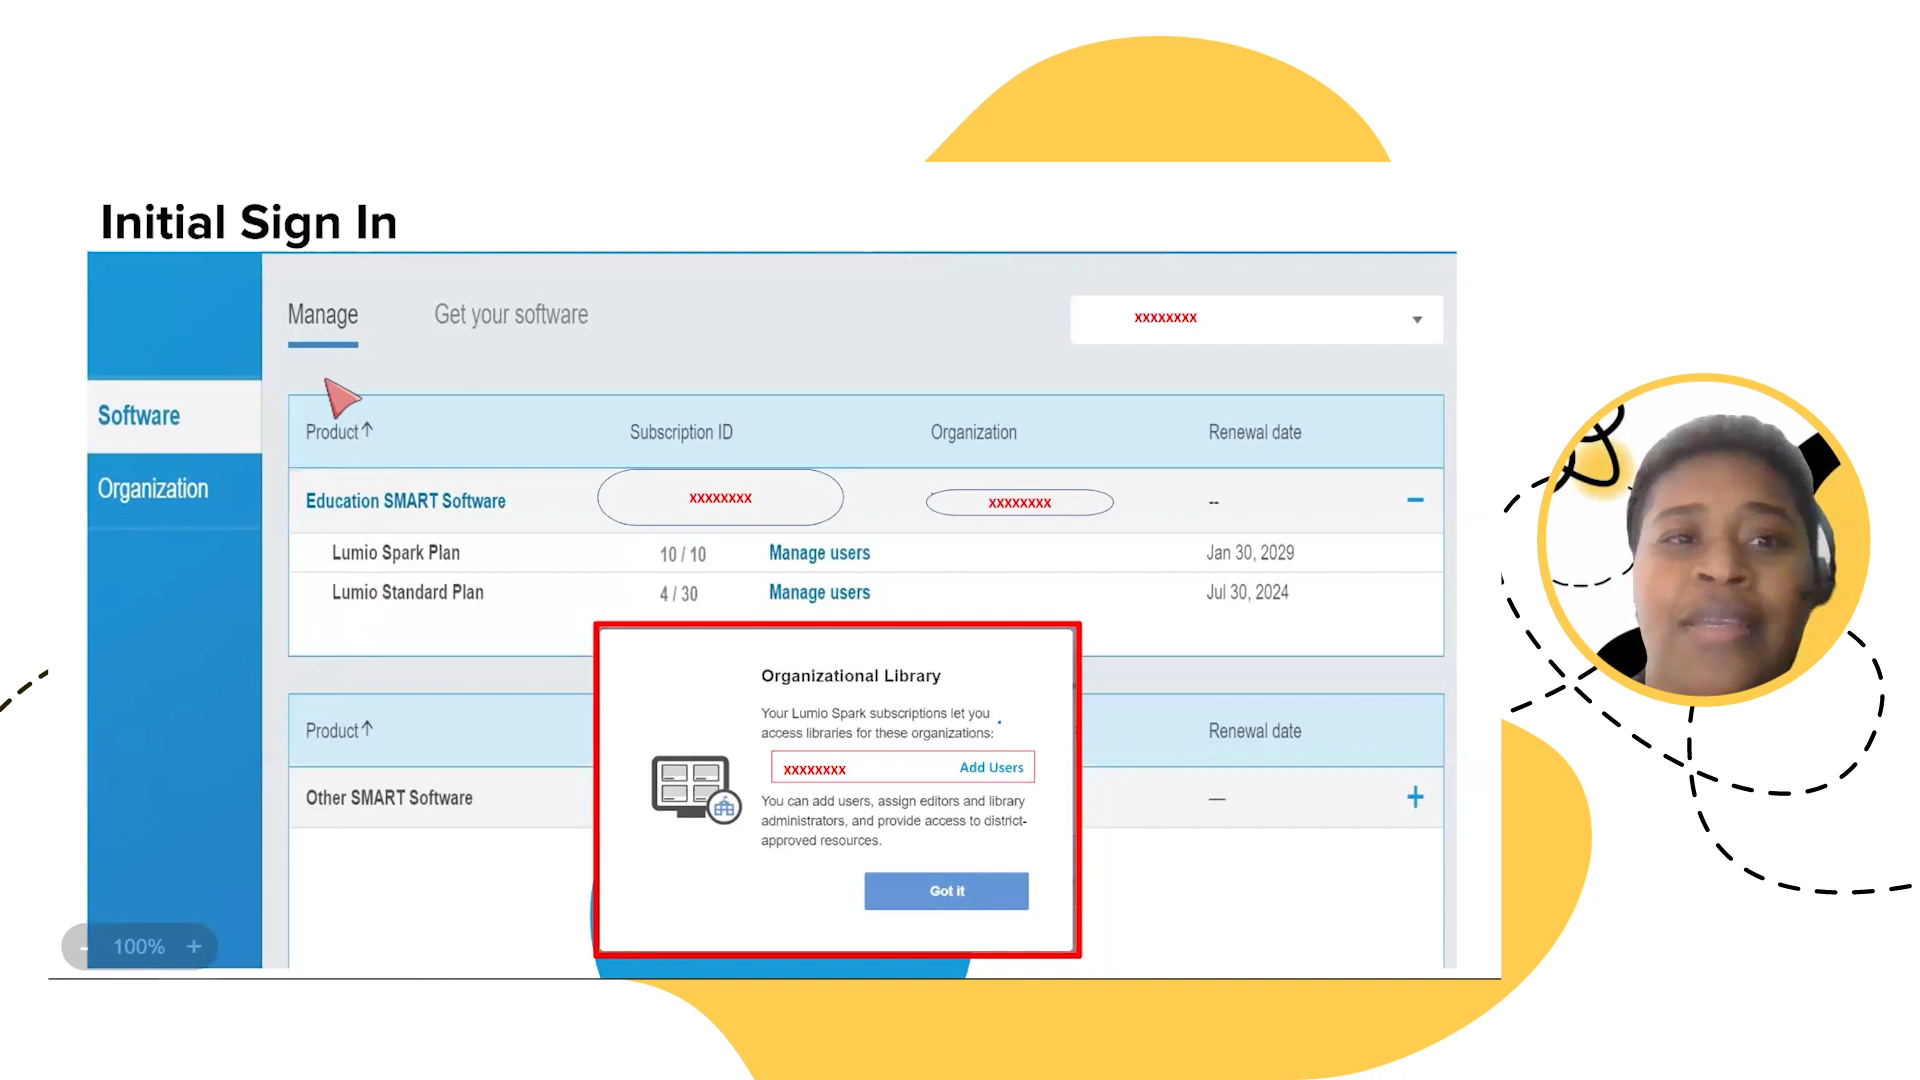 Initial Sign In
Manage
Get your software
xxxxxxxx
Software
Organization
Product↑ Subscription ID Organization Renewal date
Education SMART Software xxxxxxxx xxxxxxxx --
Lumio Spark Plan 10 / 10 Manage users Jan 30, 2029
Lumio Standard Plan 4 / 30 Manage users Jul 30, 2024
Product↑ Renewal date
Other SMART Software —
Organizational Library
Your Lumio Spark subscriptions let you
access libraries for these organizations:
xxxxxxxx Add Users
You can add users, assign editors and library
administrators, and provide access to district-
approved resources.
Got it
- 100% +